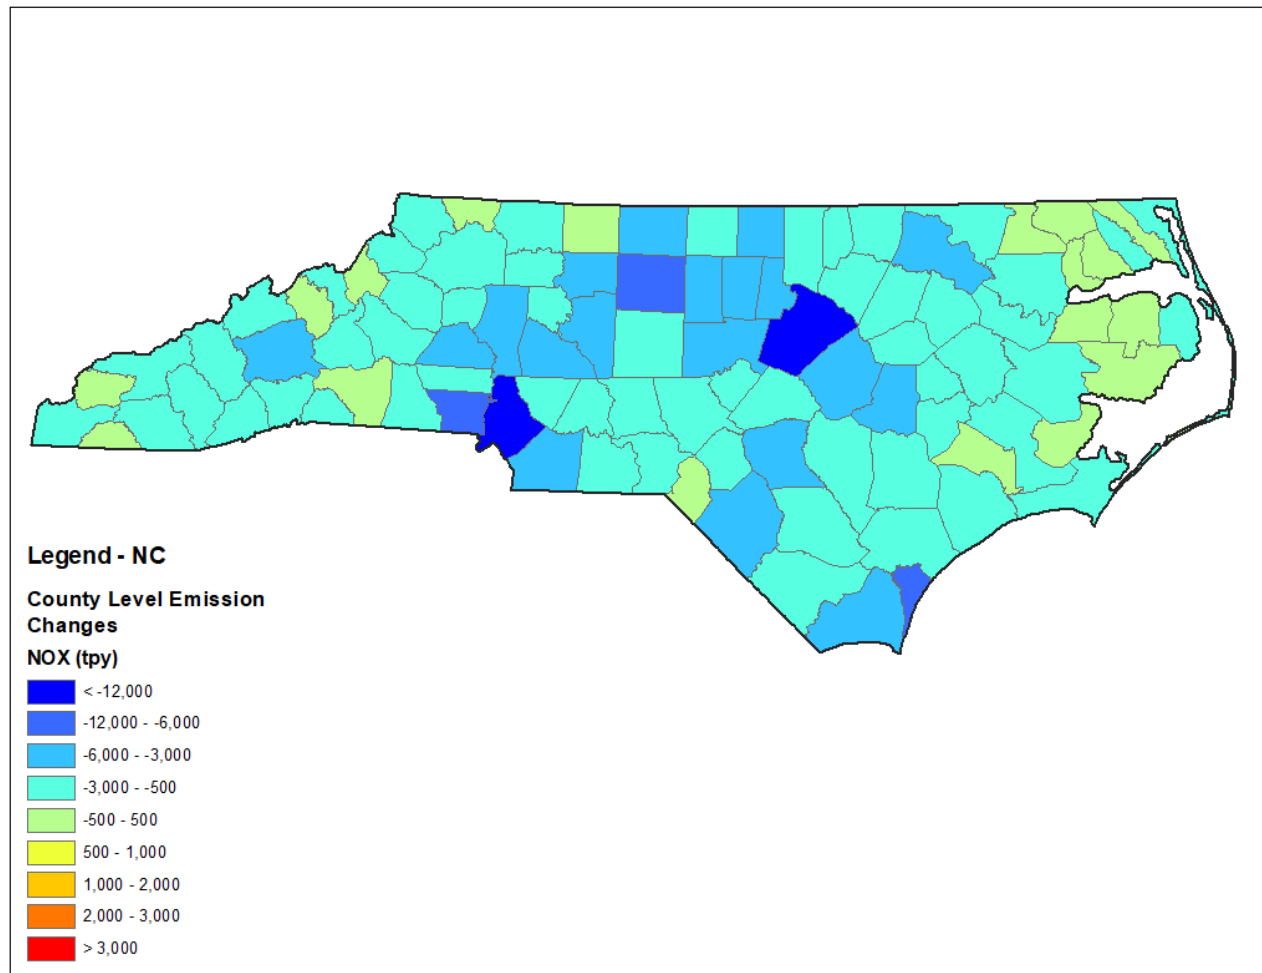 Legend - NC
County Level Emission
Changes
NOX (tpy)
< -12,000
-12,000 - -6,000
-6,000 - -3,000
-3,000 - -500
-500 - 500
500 - 1,000
1,000 - 2,000
2,000 - 3,000
> 3,000